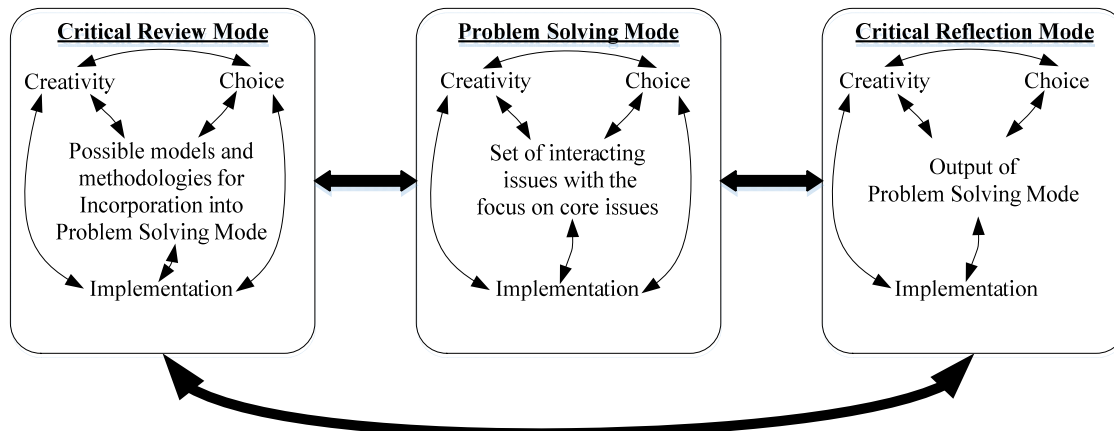 Critical Review Mode
Creativity
Choice
Possible models and
methodologies for
Incorporation into
Problem Solving Mode
Implementation
Problem Solving Mode
Creativity
Choice
Set of interacting
issues with the
focus on core issues
Implementation
Critical Reflection Mode
Creativity
Choice
Output of
Problem Solving Mode
Implementation